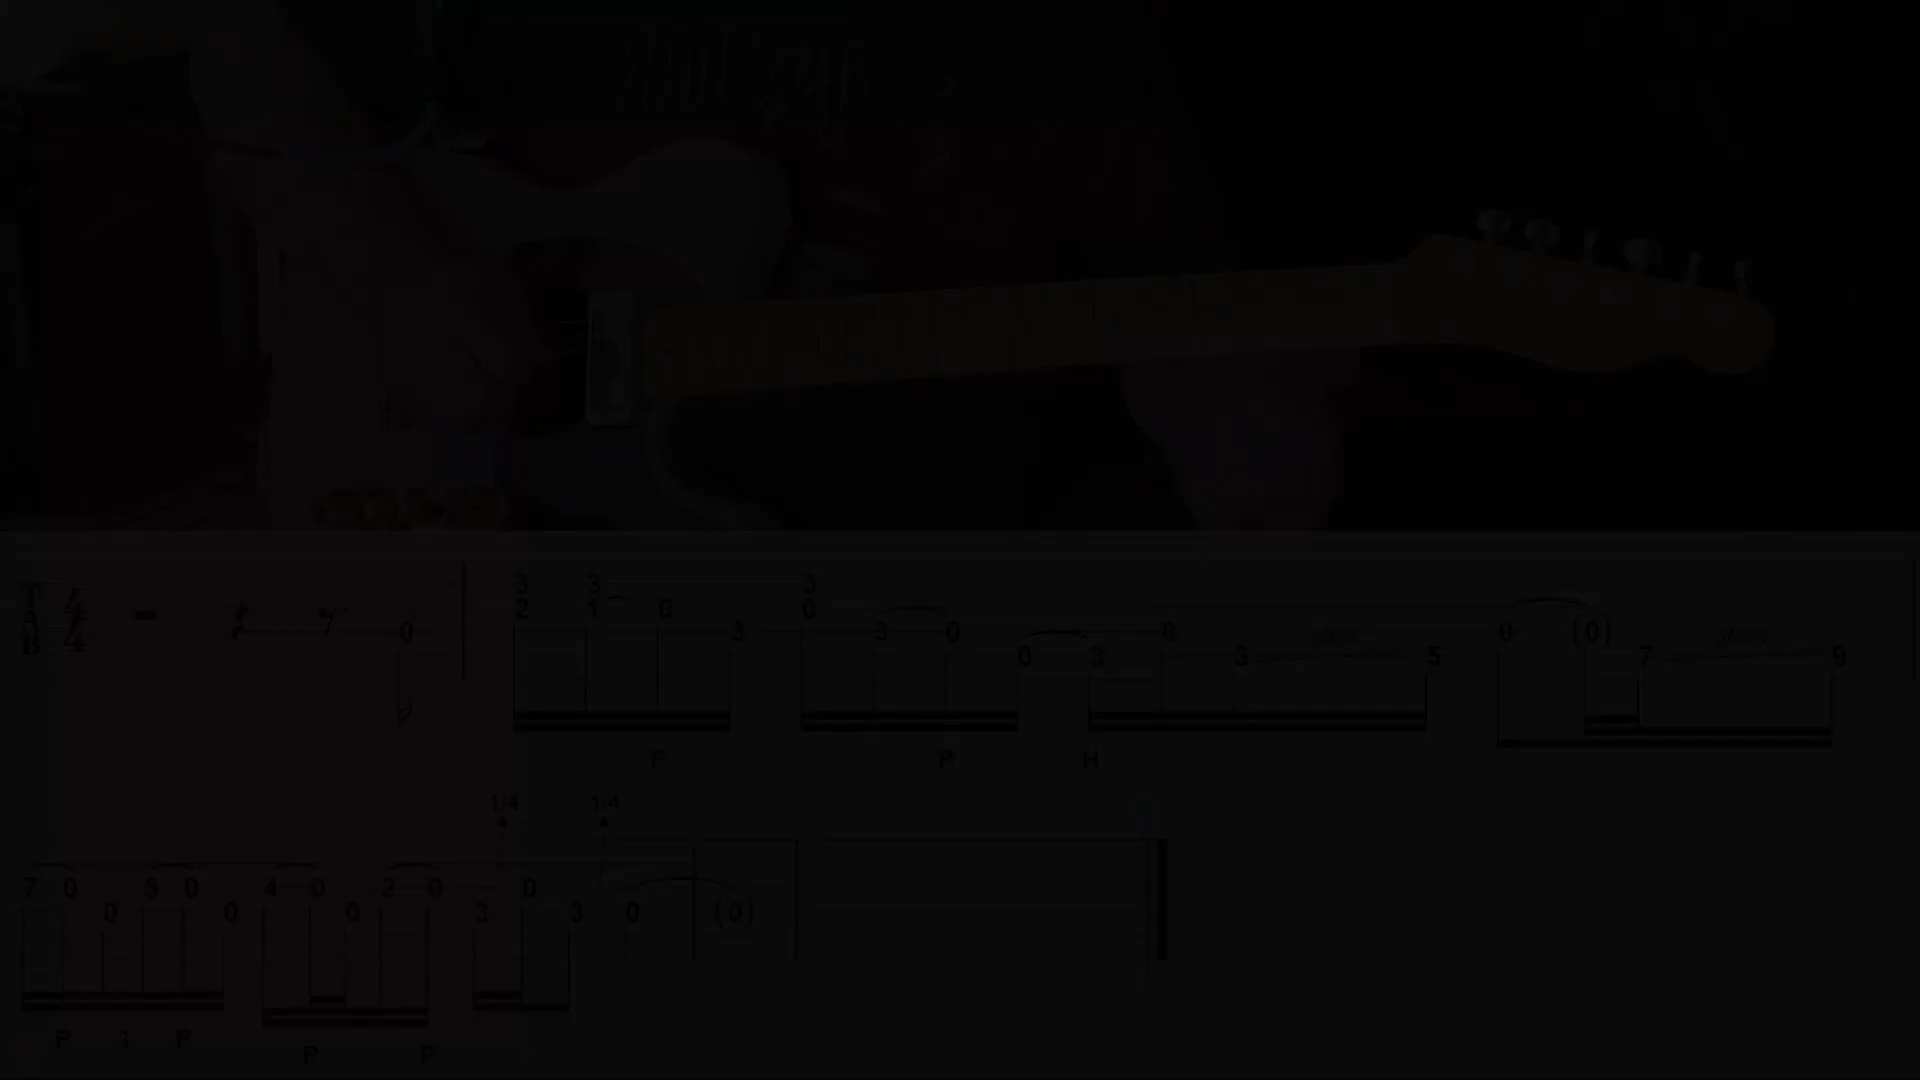 T A B 4 4 0
3 3 3
2 1 0 0
3 3 0 0
0 3 3 5 0 (0) 7 9
P P H
1/4 1/4
7 0 5 0 4 0 2 0 0
0 0 0 3 3 0 (0)
P 3 P P P